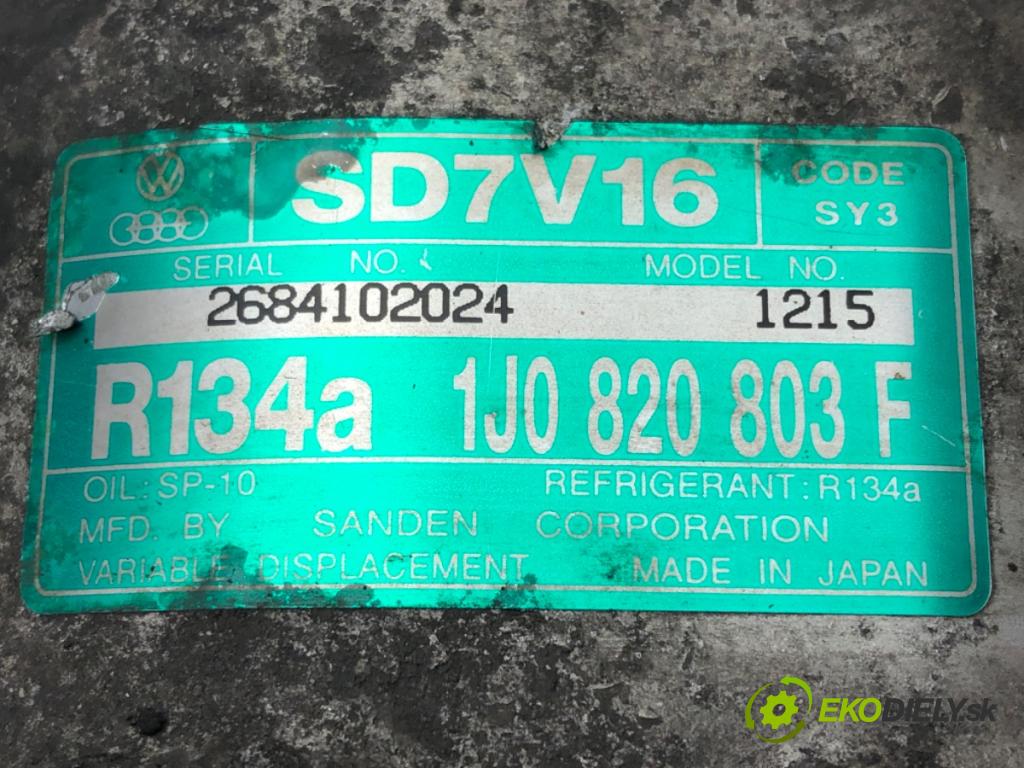 SD7V16
CODE
SY3
SERIAL NO. MODEL NO.
2684102024 1215
R134a 1J0 820 803 F
OIL: SP-10 REFRIGERANT: R134a
MFD. BY SANDEN CORPORATION
VARIABLE DISPLACEMENT MADE IN JAPAN
EKODIELY.sk